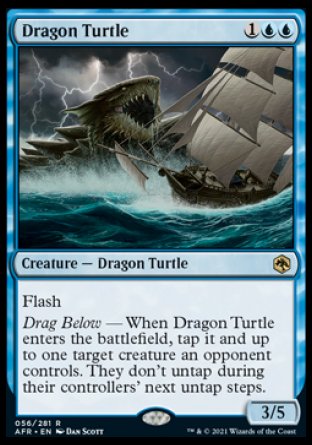 Dragon Turtle 1
Creature — Dragon Turtle
Flash
Drag Below — When Dragon Turtle
enters the battlefield, tap it and up
to one target creature an opponent
controls. They don't untap during
their controllers' next untap steps.
3/5
056/281 R
AFR • EN Dan Scott
™ & © 2021 Wizards of the Coast